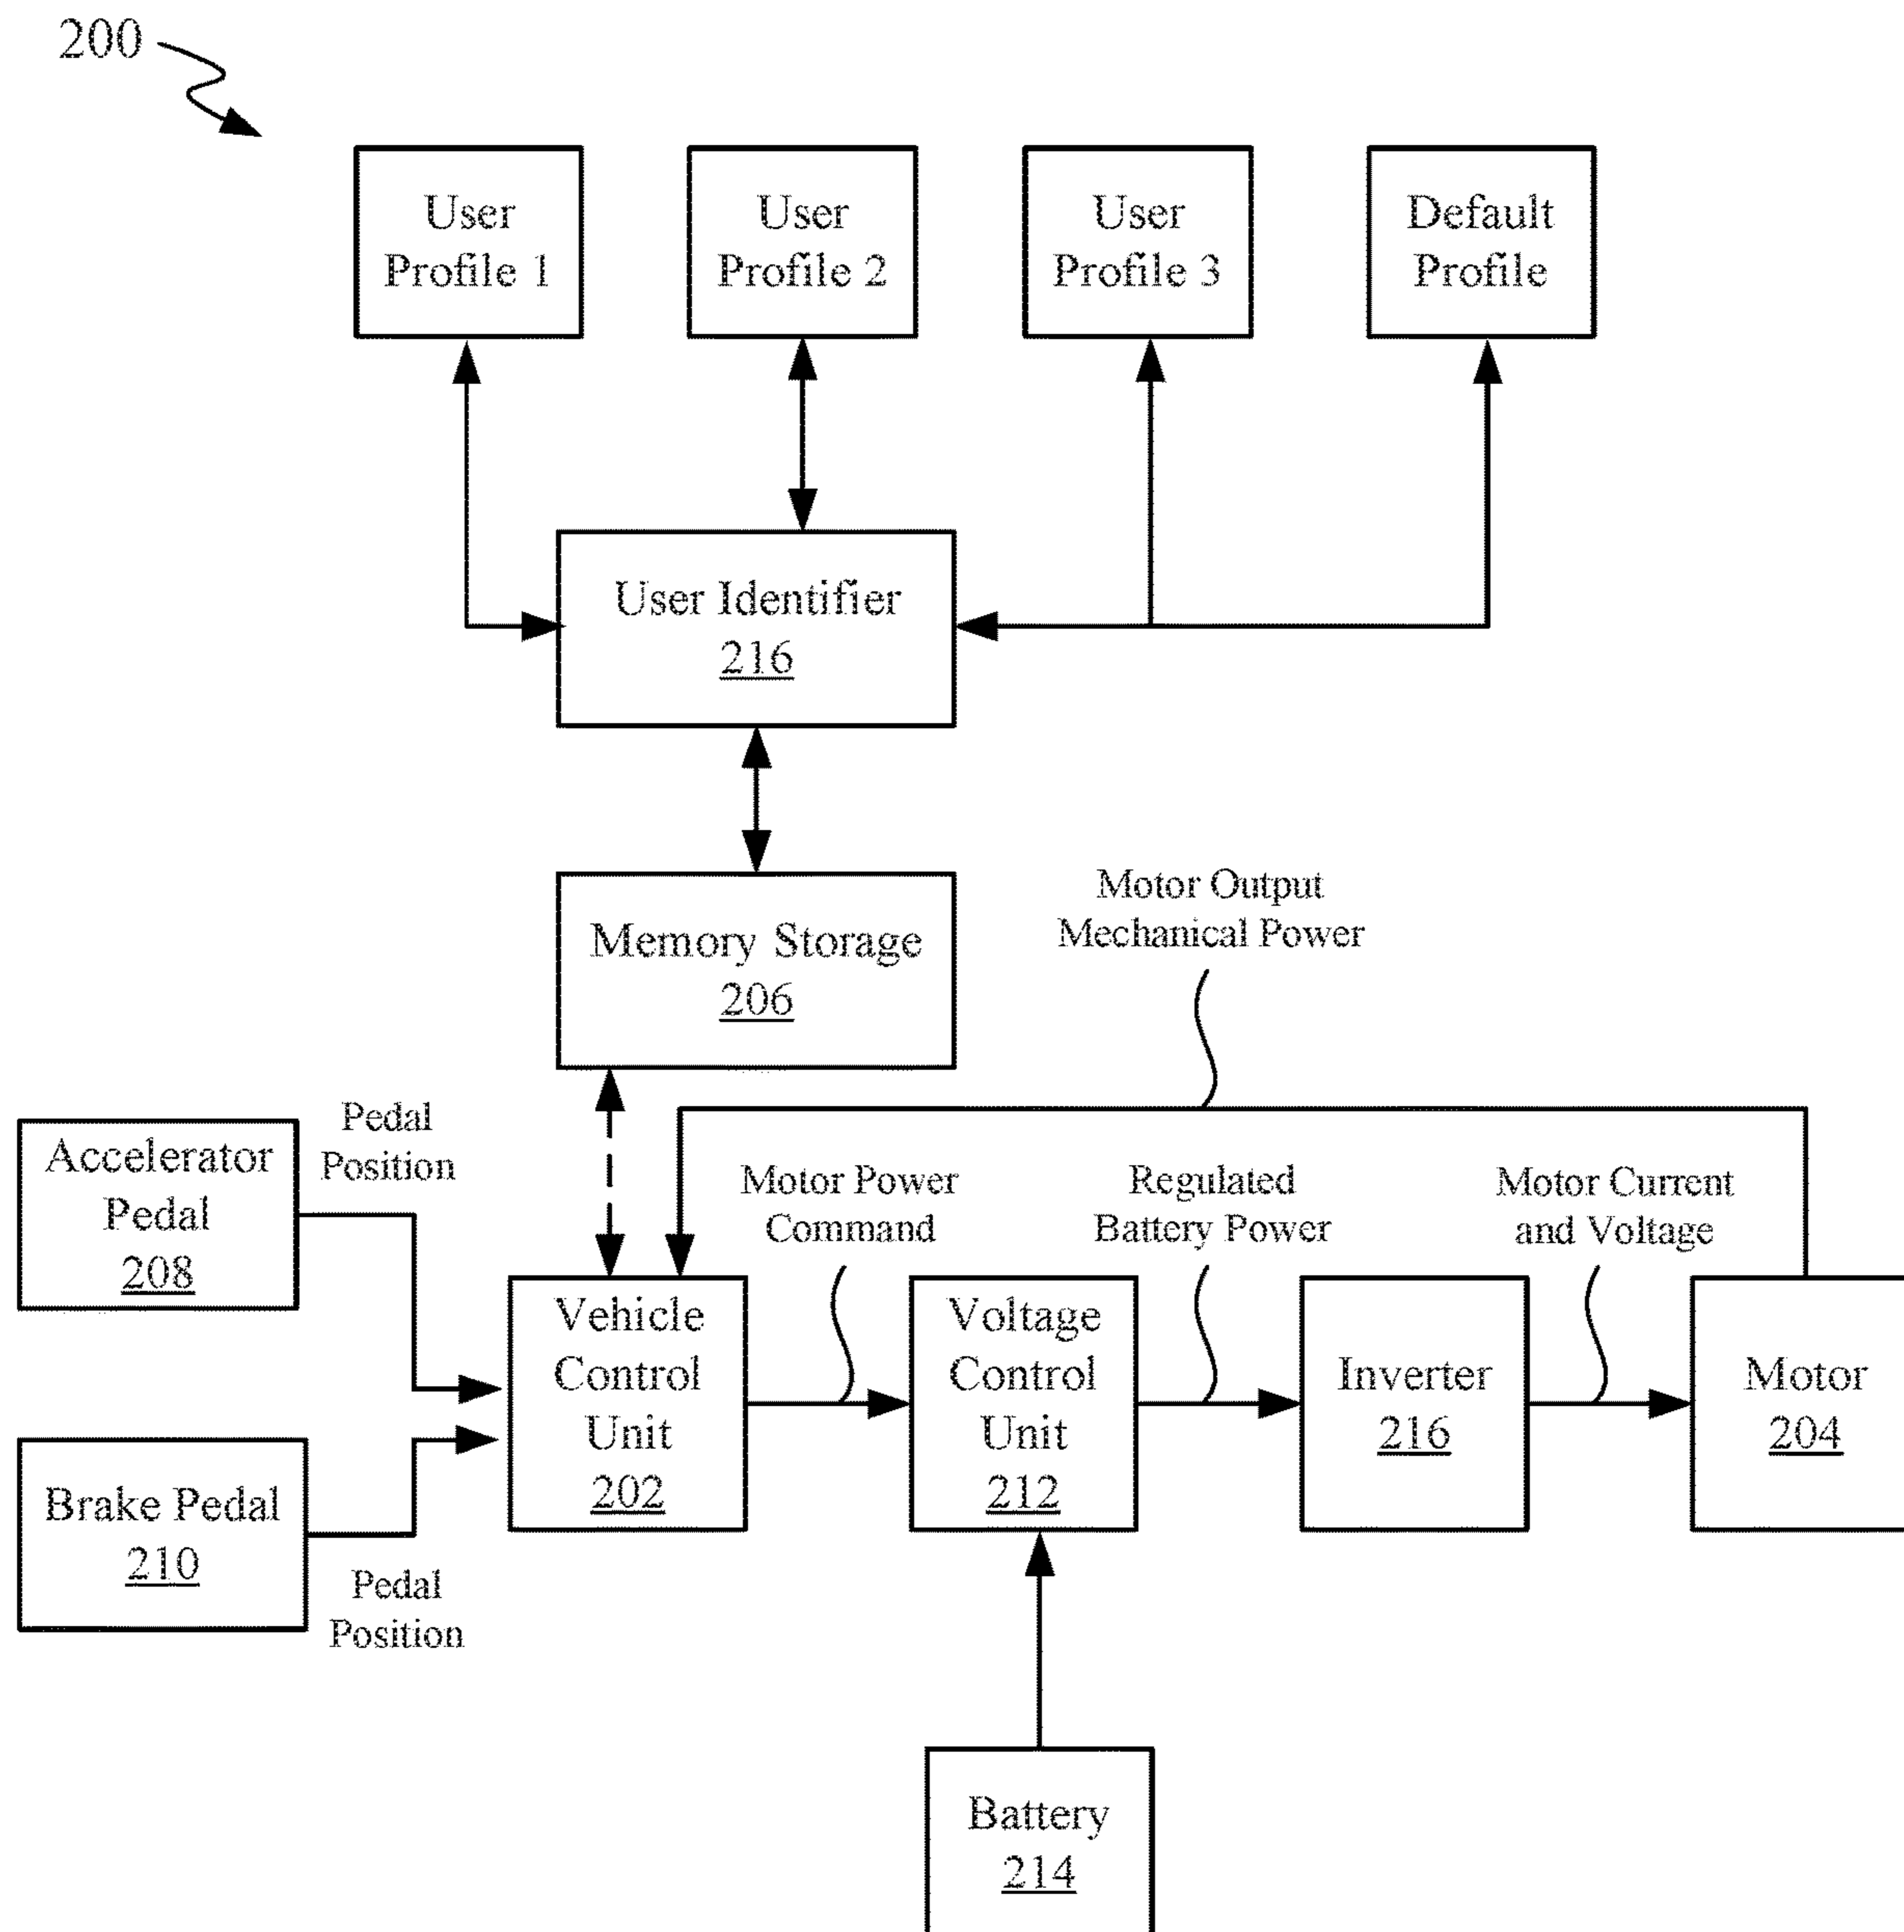 200
User
Profile 1
User
Profile 2
User
Profile 3
Default
Profile
User Identifier
216
Memory Storage
206
Motor Output
Mechanical Power
Accelerator
Pedal
208
Pedal
Position
Motor Power
Command
Regulated
Battery Power
Motor Current
and Voltage
Vehicle
Control
Unit
202
Voltage
Control
Unit
212
Inverter
216
Motor
204
Brake Pedal
210
Pedal
Position
Battery
214